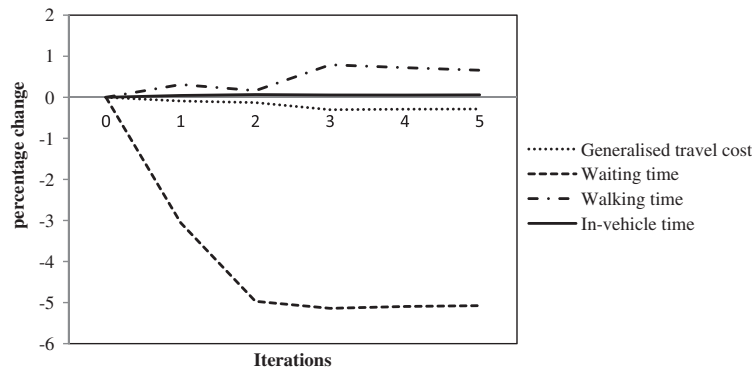 2
1
0
-1
-2
-3
-4
-5
-6
percentage change
0 1 2 3 4 5
Iterations
Generalised travel cost
Waiting time
Walking time
In-vehicle time